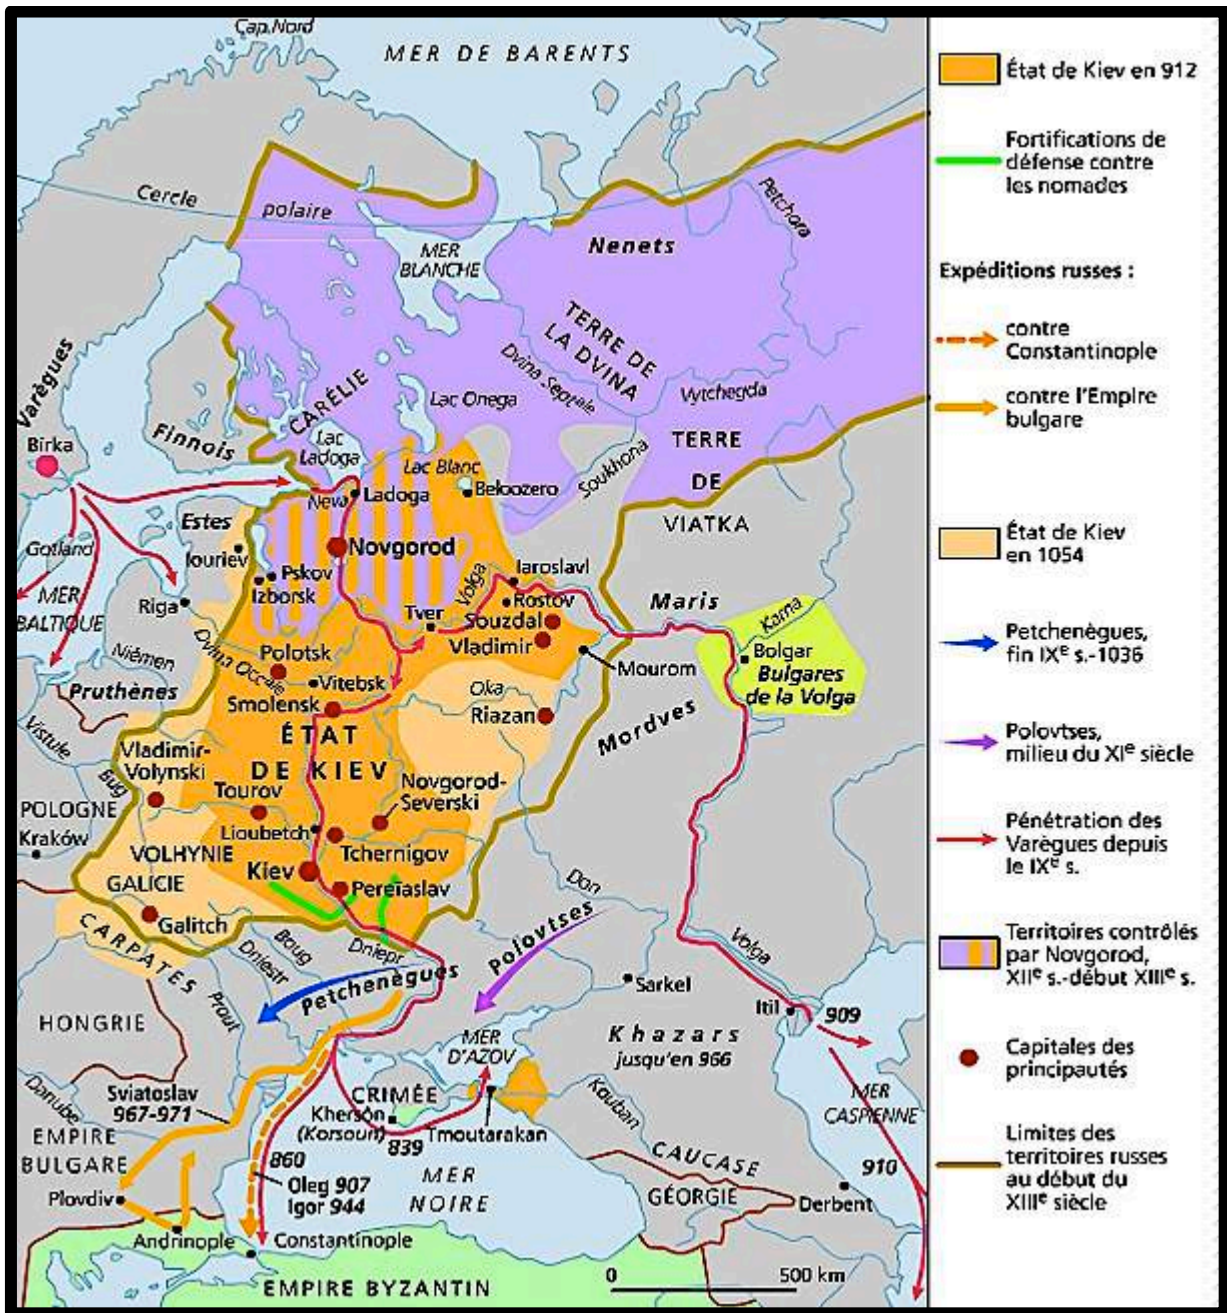 Cap.Nord
MER DE BARENTS
Cercle
polaire
Petchora
MER
BLANCHE
Nenets
TERRE DE
LA DVINA
Dvina Septale
Vytchegda
Varègues
CARÉLIE
Lac Onega
Finnois
Birka
Lac
Ladoga
TERRE
DE
VIATKA
Lac Blanc
Soukhona
Neva
Ladoga
Beloozero
Estes
Gotland
Iouriev
Novgorod
Pskov
Izborsk
Iaroslavl
Volga
Rostov
Maris
Kama
MER
BALTIQUE
Riga
Tver
Souzdal
Vladimir
Niémen
Dvina Occale
Polotsk
Mourom
Bolgar
Bulgares
de la Volga
Pruthènes
Vitebsk
Oka
Smolensk
Riazan
Mordves
Vistule
ÉTAT
DE KIEV
Vladimir-
Volynski
Bug
Tourov
Novgorod-
Severski
POLOGNE
Kraków
Lioubetch
VOLHYNIE
Tchernigov
Kiev
GALICIE
Pereïaslav
Don
Galitch
CARPATES
Dniestr
Boug
Dniepr
Polovtses
Volga
Petchenègues
Prout
Sarkel
HONGRIE
Itil
909
MER
D'AZOV
Khazars
jusqu'en 966
Danube
Sviatoslav
967-971
CRIMÉE
Kherson
(Korsoun)
839
Tmoutarakan
Kouban
MER
CASPIENNE
EMPIRE
BULGARE
860
Oleg 907
Igor 944
MER
NOIRE
CAUCASE
910
Plovdiv
GÉORGIE
Derbent
Andrinople
Constantinople
EMPIRE BYZANTIN
0
500 km
État de Kiev en 912
Fortifications de
défense contre
les nomades
Expéditions russes :
contre
Constantinople
contre l'Empire
bulgare
État de Kiev
en 1054
Petchenègues,
fin IXe s.-1036
Polovtses,
milieu du XIe siècle
Pénétration des
Varègues depuis
le IXe s.
Territoires contrôlés
par Novgorod,
XIIe s.-début XIIIe s.
Capitales des
principautés
Limites des
territoires russes
au début du
XIIIe siècle